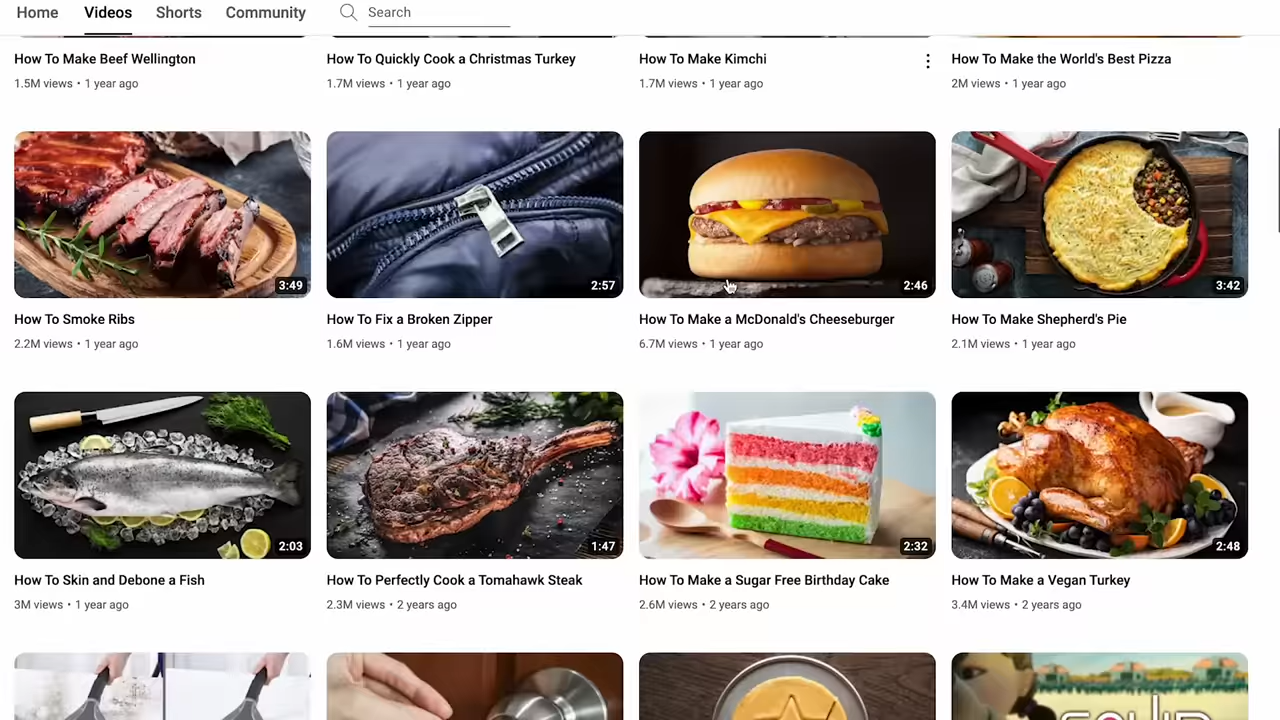 Home Videos Shorts Community Search
How To Make Beef Wellington
1.5M views • 1 year ago
How To Quickly Cook a Christmas Turkey
1.7M views • 1 year ago
How To Make Kimchi
1.7M views • 1 year ago
How To Make the World's Best Pizza
2M views • 1 year ago
3:49
How To Smoke Ribs
2.2M views • 1 year ago
2:57
How To Fix a Broken Zipper
1.6M views • 1 year ago
2:46
How To Make a McDonald's Cheeseburger
6.7M views • 1 year ago
3:42
How To Make Shepherd's Pie
2.1M views • 1 year ago
2:03
How To Skin and Debone a Fish
3M views • 1 year ago
1:47
How To Perfectly Cook a Tomahawk Steak
2.3M views • 2 years ago
2:32
How To Make a Sugar Free Birthday Cake
2.6M views • 2 years ago
2:48
How To Make a Vegan Turkey
3.4M views • 2 years ago